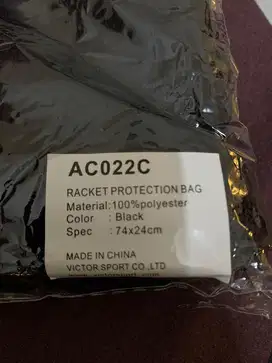 AC022C
RACKET PROTECTION BAG
Material:100%polyester
Color : Black
Spec : 74x24cm
MADE IN CHINA
VICTOR SPORT CO .,LTD